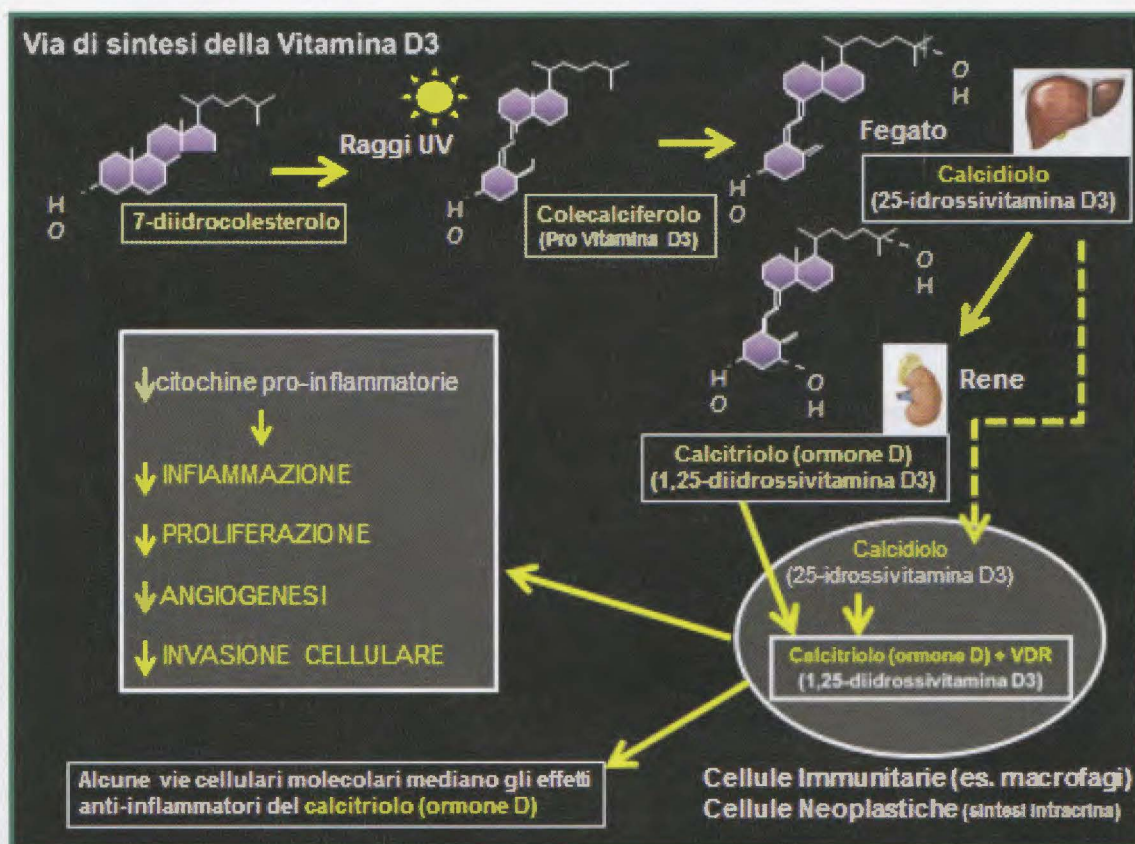 Via di sintesi della Vitamina D3
Raggi UV
H
O
7-diidrocolesterolo
H
O
Colecalciferolo
(Pro Vitamina D3)
O
H
Fegato
Calcidiolo
(25-idrossivitamina D3)
O
H
H
O
O
H
Rene
Calcitriolo (ormone D)
(1,25-diidrossivitamina D3)
citochine pro-inflammatorie
INFIAMMAZIONE
PROLIFERAZIONE
ANGIOGENESI
INVASIONE CELLULARE
Calcidiolo
(25-idrossivitamina D3)
Calcitriolo (ormone D) + VDR
(1,25-diidrossivitamina D3)
Alcune vie cellulari molecolari mediano gli effetti
anti-inflammatori del calcitriolo (ormone D)
Cellule Immunitarie (es. macrofagi)
Cellule Neoplastiche (sintesi intracrina)